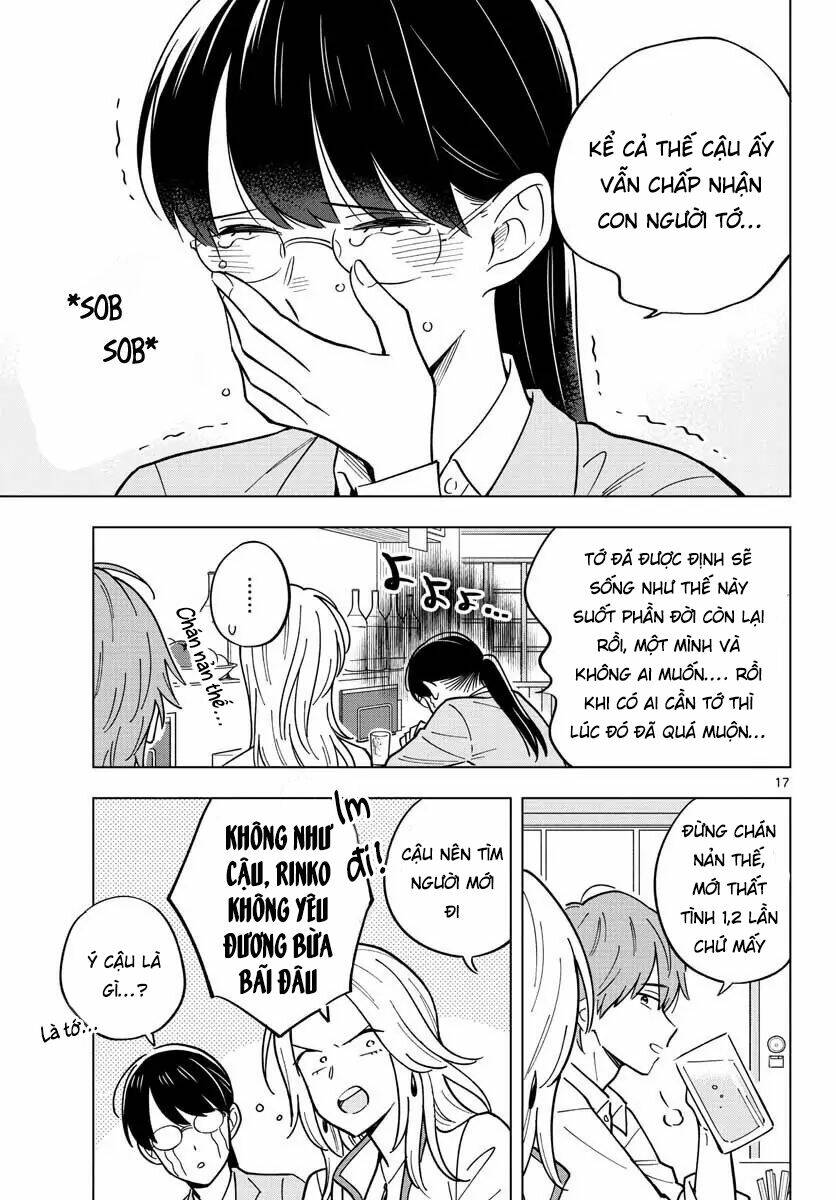 KỂ CẢ THẾ CẬU ẤY
VẪN CHẤP NHẬN
CON NGƯỜI TỚ...
*SOB
SOB*
TỚ ĐÃ ĐƯỢC ĐỊNH SẼ
SỐNG NHƯ THẾ NÀY
SUỐT PHẦN ĐỜI CÒN LẠI
RỒI, MỘT MÌNH VÀ
KHÔNG AI MUỐN.... RỒI
KHI CÓ AI CẦN TỚ THÌ
LÚC ĐÓ ĐÃ QUÁ MUỘN...
よよよ...
......
Chán nản thế...
17
ĐỪNG CHÁN
NẢN THẾ,
MỚI THẤT
TÌNH 1,2 LẦN
CHỨ MẤY
CẬU NÊN TÌM
NGƯỜI MỚI
ĐI
Im
đi!
KHÔNG NHƯ
CẬU, RINKO
KHÔNG YÊU
ĐƯƠNG BỪA
BÃI ĐÂU
Ý CẬU LÀ
GÌ...?
Là tớ...